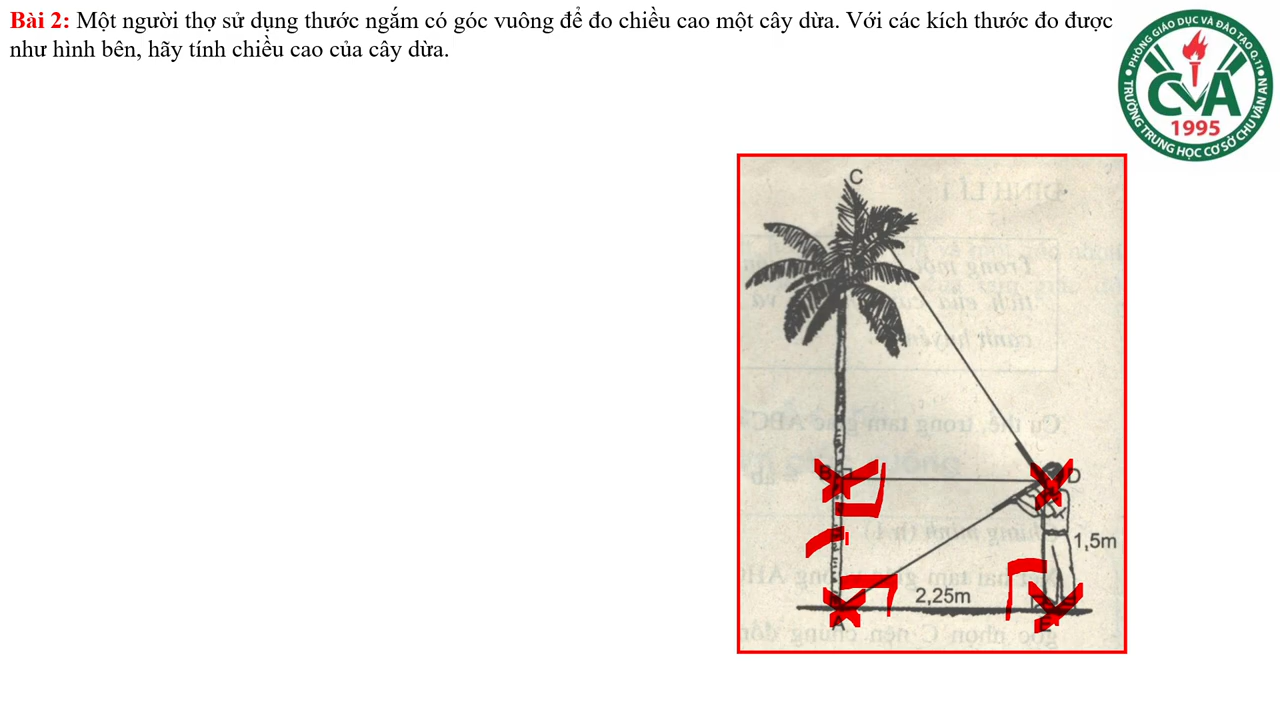 Bài 2: Một người thợ sử dụng thước ngắm có góc vuông để đo chiều cao một cây dừa. Với các kích thước đo được
như hình bên, hãy tính chiều cao của cây dừa.
PHÒNG GIÁO DỤC VÀ ĐÀO TẠO Q.11
CVA
1995
TRƯỜNG TRUNG HỌC CƠ SỞ CHU VĂN AN
C
B
D
1,5m
2,25m
A
E